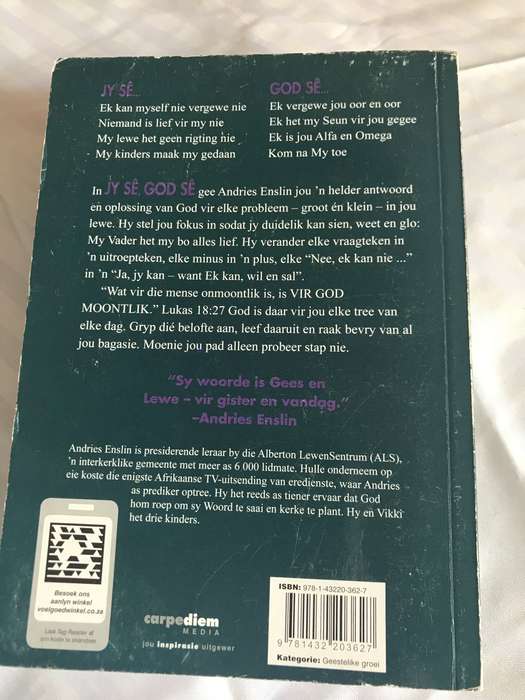 JY SÊ...
Ek kan myself nie vergewe nie
Niemand is lief vir my nie
My lewe het geen rigting nie
My kinders maak my gedaan
GOD SÊ...
Ek vergewe jou oor en oor
Ek het my Seun vir jou gegee
Ek is jou Alfa en Omega
Kom na My toe
In JY SÊ, GOD SÊ gee Andries Enslin jou 'n helder antwoord
en oplossing van God vir elke probleem – groot én klein – in jou
lewe. Hy stel jou fokus in sodat jy duidelik kan sien, weet en glo:
My Vader het my bo alles lief. Hy verander elke vraagteken in
'n uitroepteken, elke minus in 'n plus, elke “Nee, ek kan nie ...”
in 'n “Ja, jy kan – want Ek kan, wil en sal”.
“Wat vir die mense onmoontlik is, is VIR GOD
MOONTLIK.” Lukas 18:27 God is daar vir jou elke tree van
elke dag. Gryp dié belofte aan, leef daaruit en raak bevry van al
jou bagasie. Moenie jou pad alleen probeer stap nie.
“Sy woorde is Gees en
Lewe – vir gister en vandag.”
–Andries Enslin
Andries Enslin is presiderende leraar by die Alberton LewenSentrum (ALS),
'n interkerklike gemeente met meer as 6 000 lidmate. Hulle onderneem op
eie koste die enigste Afrikaanse TV-uitsending van eredienste, waar Andries
as prediker optree. Hy het reeds as tiener ervaar dat God
hom roep om sy Woord te saai en kerke te plant. Hy en Vikki
het drie kinders.
Besoek ons
aanlyn winkel
voelgoedwinkel.co.za
carpediem
MEDIA
jou inspirasie uitgewer
ISBN: 978-1-43220-362-7
9 781432 203627
Kategorie: Geestelike groei